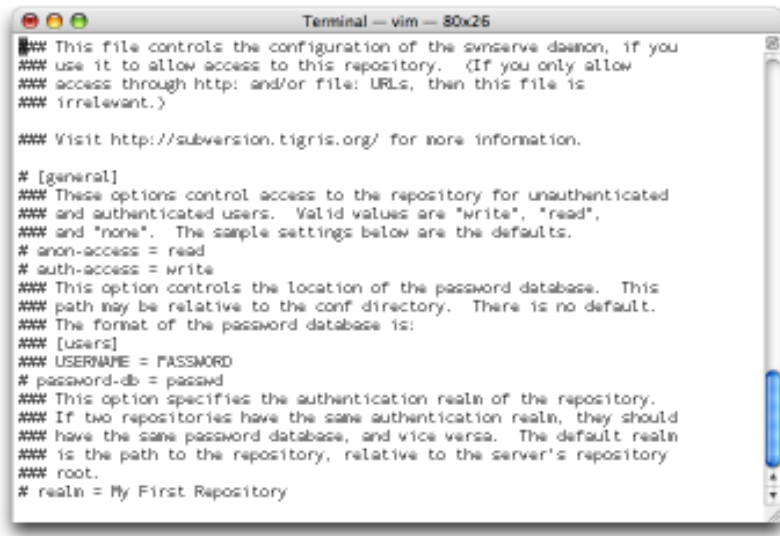 Terminal — vim — 80x26
### This file controls the configuration of the svnserve daemon, if you
### use it to allow access to this repository.  (If you only allow
### access through http: and/or file: URLs, then this file is
### irrelevant.)
### Visit http://subversion.tigris.org/ for more information.
# [general]
### These options control access to the repository for unauthenticated
### and authenticated users.  Valid values are "write", "read",
### and "none".  The sample settings below are the defaults.
# anon-access = read
# auth-access = write
### This option controls the location of the password database.  This
### path may be relative to the conf directory.  There is no default.
### The format of the password database is:
### [users]
### USERNAME = PASSWORD
# password-db = passwd
### This option specifies the authentication realm of the repository.
### If two repositories have the same authentication realm, they should
### have the same password database, and vice versa.  The default realm
### is the path to the repository, relative to the server's repository
### root.
# realm = My First Repository